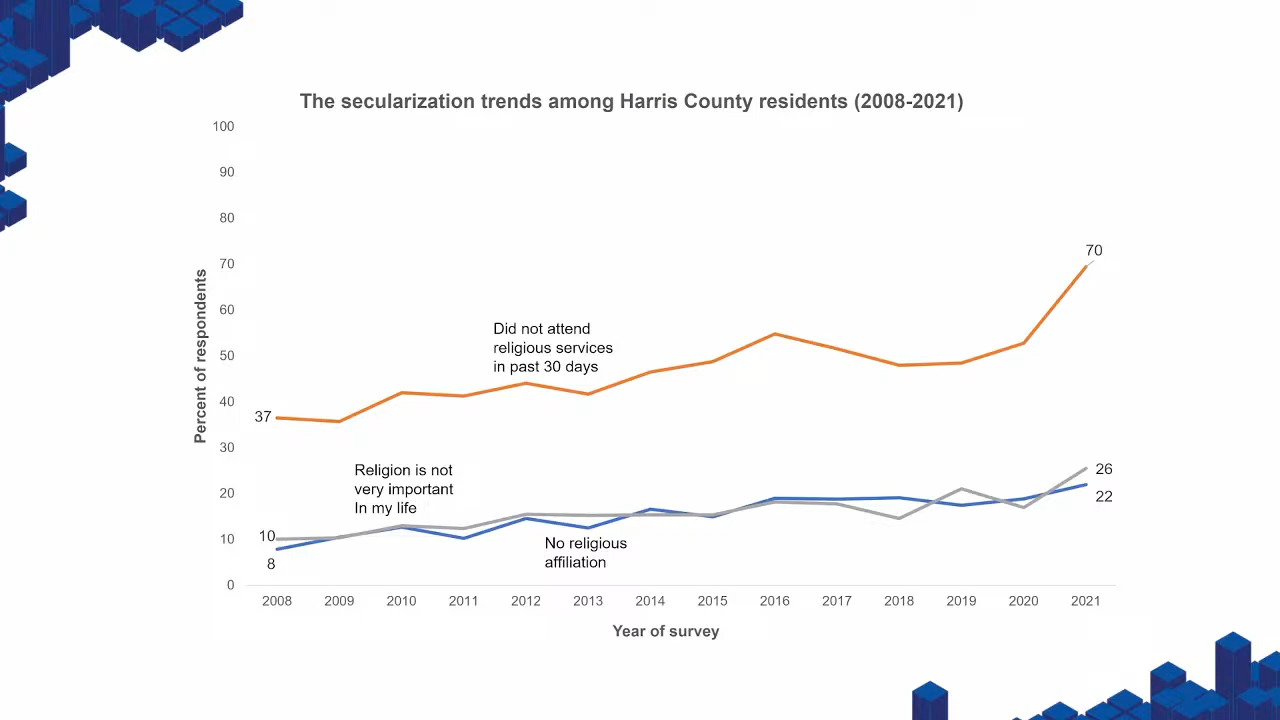 The secularization trends among Harris County residents (2008-2021)
100
90
80
70
60
50
40
30
20
10
0
Percent of respondents
37
70
Did not attend
religious services
in past 30 days
Religion is not
very important
In my life
10
8
No religious
affiliation
26
22
2008 2009 2010 2011 2012 2013 2014 2015 2016 2017 2018 2019 2020 2021
Year of survey